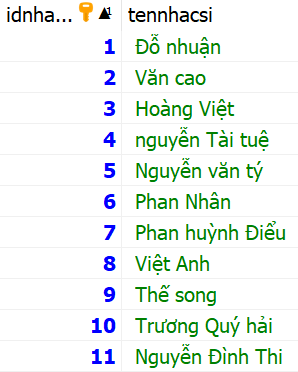 idnha... 1 tennhacsi
1 Đỗ nhuận
2 Văn cao
3 Hoàng Việt
4 nguyễn Tài tuệ
5 Nguyễn văn tý
6 Phan Nhân
7 Phan huỳnh Điểu
8 Việt Anh
9 Thế song
10 Trương Quý hải
11 Nguyễn Đình Thi